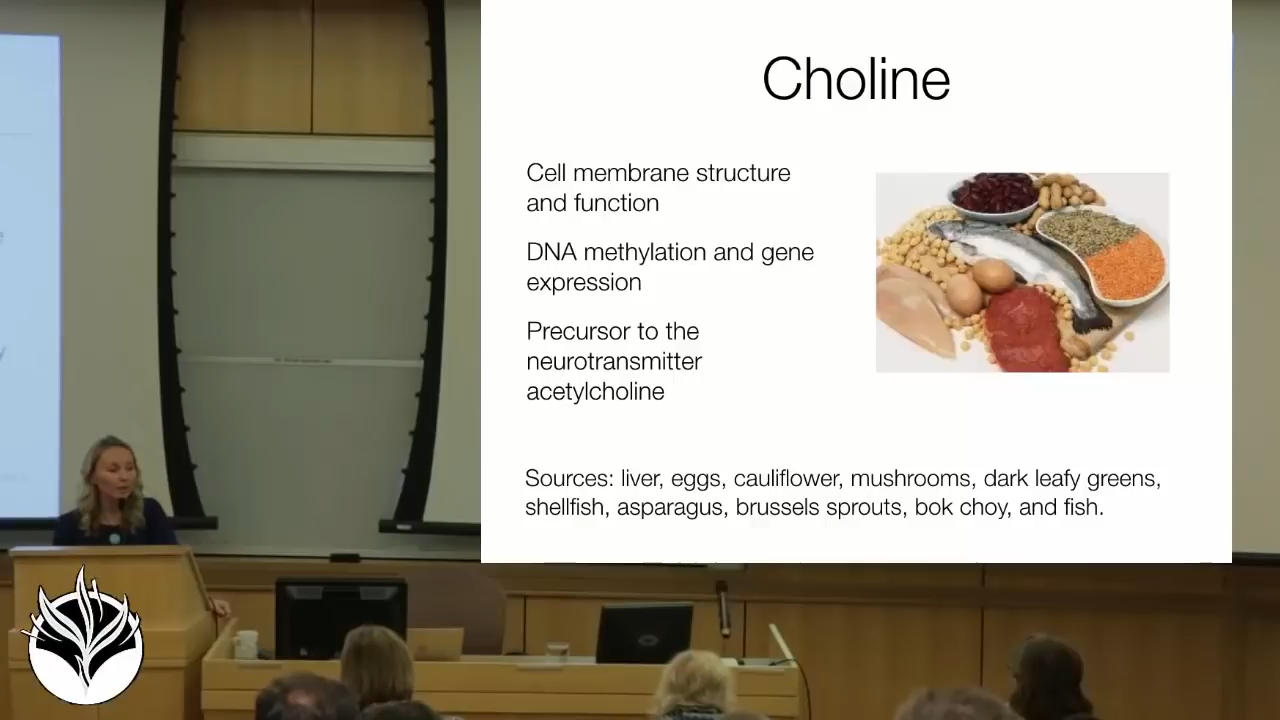 Choline
Cell membrane structure
and function
DNA methylation and gene
expression
Precursor to the
neurotransmitter
acetylcholine
Sources: liver, eggs, cauliflower, mushrooms, dark leafy greens,
shellfish, asparagus, brussels sprouts, bok choy, and fish.